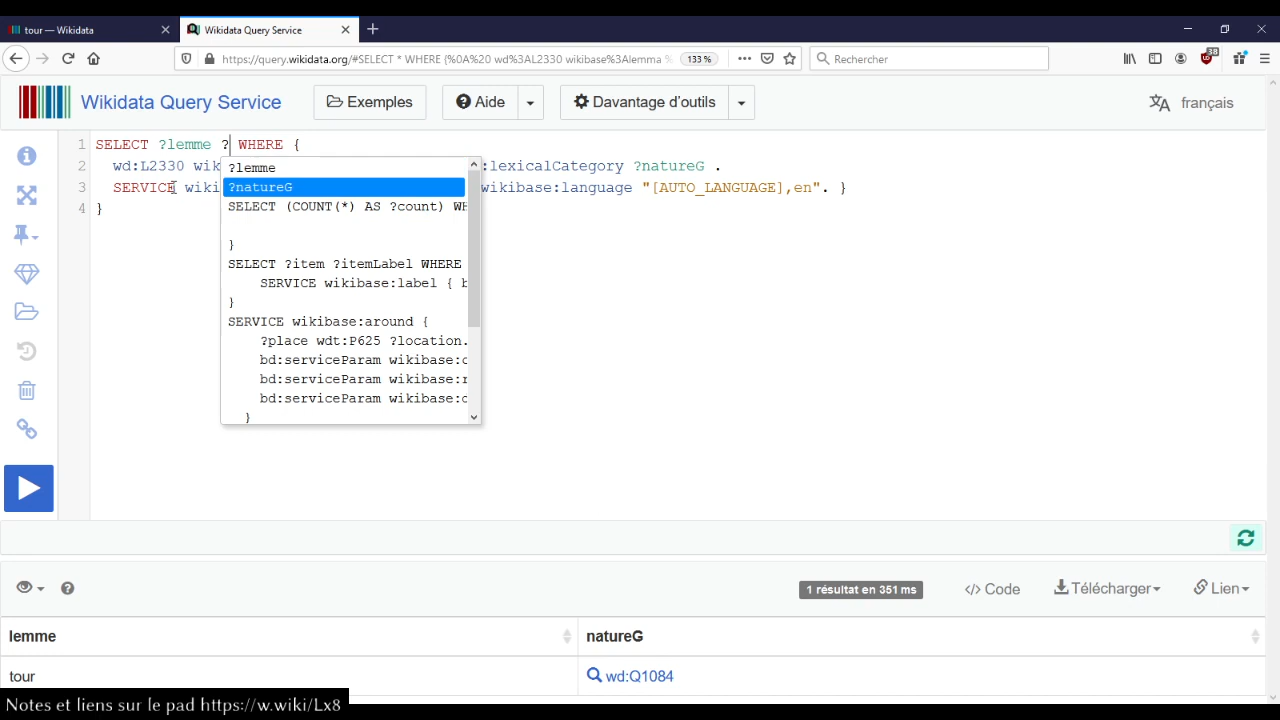 tour — Wikidata
Wikidata Query Service
https://query.wikidata.org/#SELECT * WHERE {%0A%20 wd%3AL2330 wikibase%3Alemma %
133 %
Rechercher
38
Wikidata Query Service
Exemples
Aide
Davantage d'outils
français
1 SELECT ?lemme ? WHERE {
2 wd:L2330 wik :lexicalCategory ?natureG .
3 SERVICE wiki wikibase:language "[AUTO_LANGUAGE],en". }
4 }
?lemme
?natureG
SELECT (COUNT(*) AS ?count) WH
}
SELECT ?item ?itemLabel WHERE
SERVICE wikibase:label { b
}
SERVICE wikibase:around {
?place wdt:P625 ?location.
bd:serviceParam wikibase:c
bd:serviceParam wikibase:r
bd:serviceParam wikibase:c
}
1 résultat en 351 ms
</> Code
Télécharger
Lien
lemme natureG
tour wd:Q1084
Notes et liens sur le pad https://w.wiki/Lx8